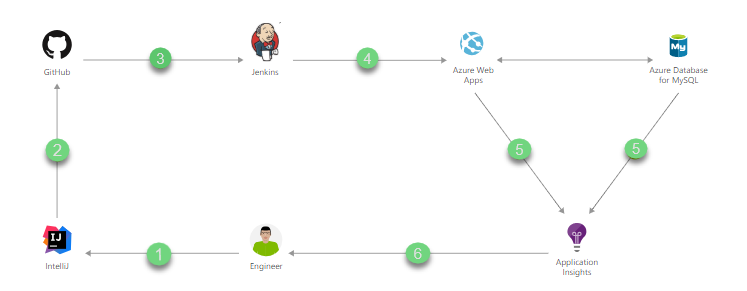 3
4
My
GitHub
Jenkins
Azure Web
Apps
Azure Database
for MySQL
2
5
5
IJ
IntelliJ
1
Engineer
6
Application
Insights